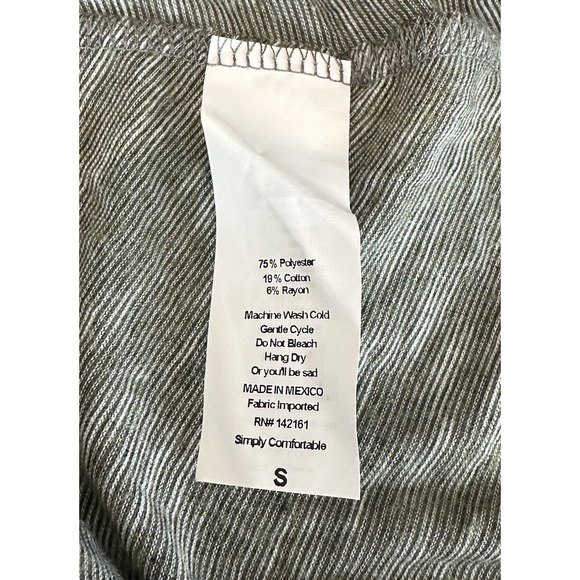 75% Polyester
19% Cotton
6% Rayon
Machine Wash Cold
Gentle Cycle
Do Not Bleach
Hang Dry
Or you'll be sad
MADE IN MEXICO
Fabric Imported
RN# 142161
Simply Comfortable
S